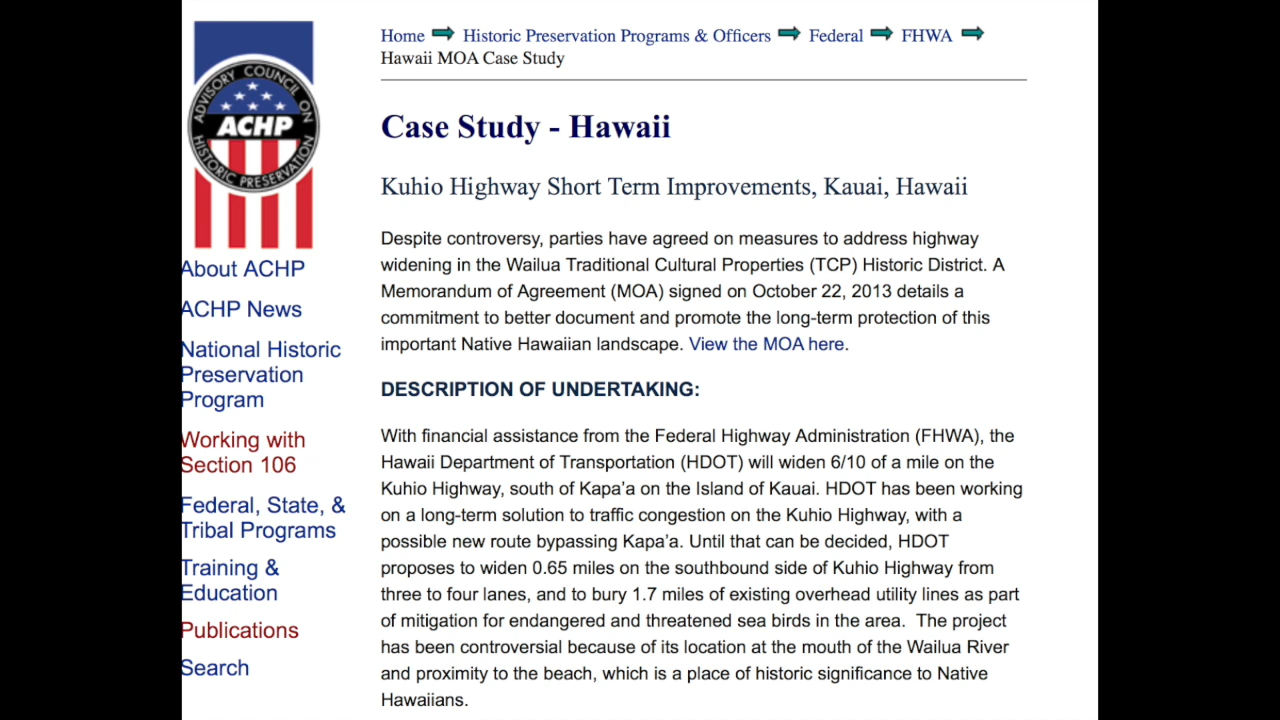 Home Historic Preservation Programs & Officers Federal FHWA
Hawaii MOA Case Study
ADVISORY COUNCIL ON
ACHP
HISTORIC PRESERVATION
About ACHP
ACHP News
National Historic
Preservation
Program
Working with
Section 106
Federal, State, &
Tribal Programs
Training &
Education
Publications
Search
Case Study - Hawaii
Kuhio Highway Short Term Improvements, Kauai, Hawaii
Despite controversy, parties have agreed on measures to address highway
widening in the Wailua Traditional Cultural Properties (TCP) Historic District. A
Memorandum of Agreement (MOA) signed on October 22, 2013 details a
commitment to better document and promote the long-term protection of this
important Native Hawaiian landscape. View the MOA here.
DESCRIPTION OF UNDERTAKING:
With financial assistance from the Federal Highway Administration (FHWA), the
Hawaii Department of Transportation (HDOT) will widen 6/10 of a mile on the
Kuhio Highway, south of Kapa’a on the Island of Kauai. HDOT has been working
on a long-term solution to traffic congestion on the Kuhio Highway, with a
possible new route bypassing Kapa’a. Until that can be decided, HDOT
proposes to widen 0.65 miles on the southbound side of Kuhio Highway from
three to four lanes, and to bury 1.7 miles of existing overhead utility lines as part
of mitigation for endangered and threatened sea birds in the area. The project
has been controversial because of its location at the mouth of the Wailua River
and proximity to the beach, which is a place of historic significance to Native
Hawaiians.